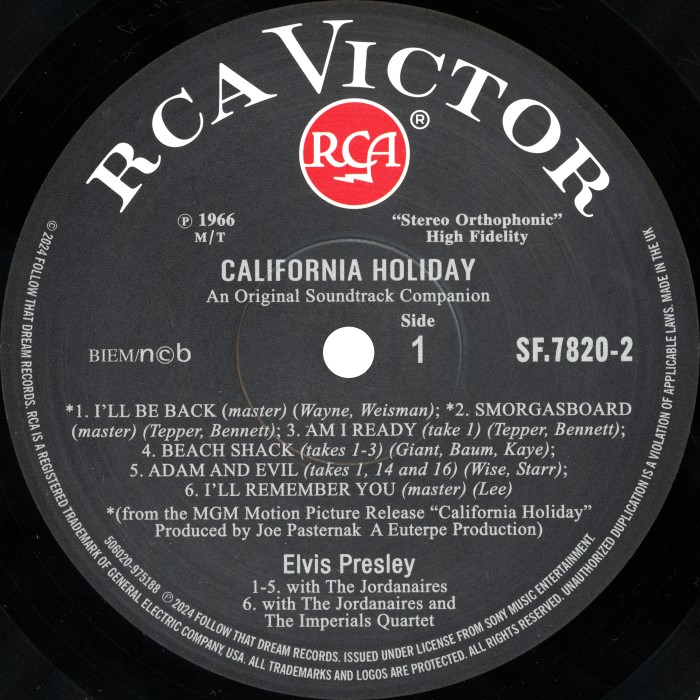 RCA VICTOR
RCA ®
℗ 1966
M/T
“Stereo Orthophonic”
High Fidelity
CALIFORNIA HOLIDAY
An Original Soundtrack Companion
Side
1
BIEM/n©b
SF.7820-2
*1. I'LL BE BACK (master) (Wayne, Weisman); *2. SMORGASBOARD
(master) (Tepper, Bennett); 3. AM I READY (take 1) (Tepper, Bennett);
4. BEACH SHACK (takes 1-3) (Giant, Baum, Kaye);
5. ADAM AND EVIL (takes 1, 14 and 16) (Wise, Starr);
6. I'LL REMEMBER YOU (master) (Lee)
*(from the MGM Motion Picture Release “California Holiday”
Produced by Joe Pasternak A Euterpe Production)
Elvis Presley
1-5. with The Jordanaires
6. with The Jordanaires and
The Imperials Quartet
506020-975188 ℗ 2024 FOLLOW THAT DREAM RECORDS. ISSUED UNDER LICENSE FROM SONY MUSIC ENTERTAINMENT.
© 2024 FOLLOW THAT DREAM RECORDS. RCA IS A REGISTERED TRADEMARK OF GENERAL ELECTRIC COMPANY, USA. ALL TRADEMARKS AND LOGOS ARE PROTECTED. ALL RIGHTS RESERVED. UNAUTHORIZED DUPLICATION IS A VIOLATION OF APPLICABLE LAWS. MADE IN THE UK